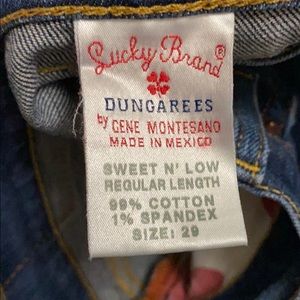 Lucky Brand®
DUNGAREES
by GENE MONTESANO
MADE IN MEXICO
SWEET N' LOW
REGULAR LENGTH
99% COTTON
1% SPANDEX
SIZE: 29